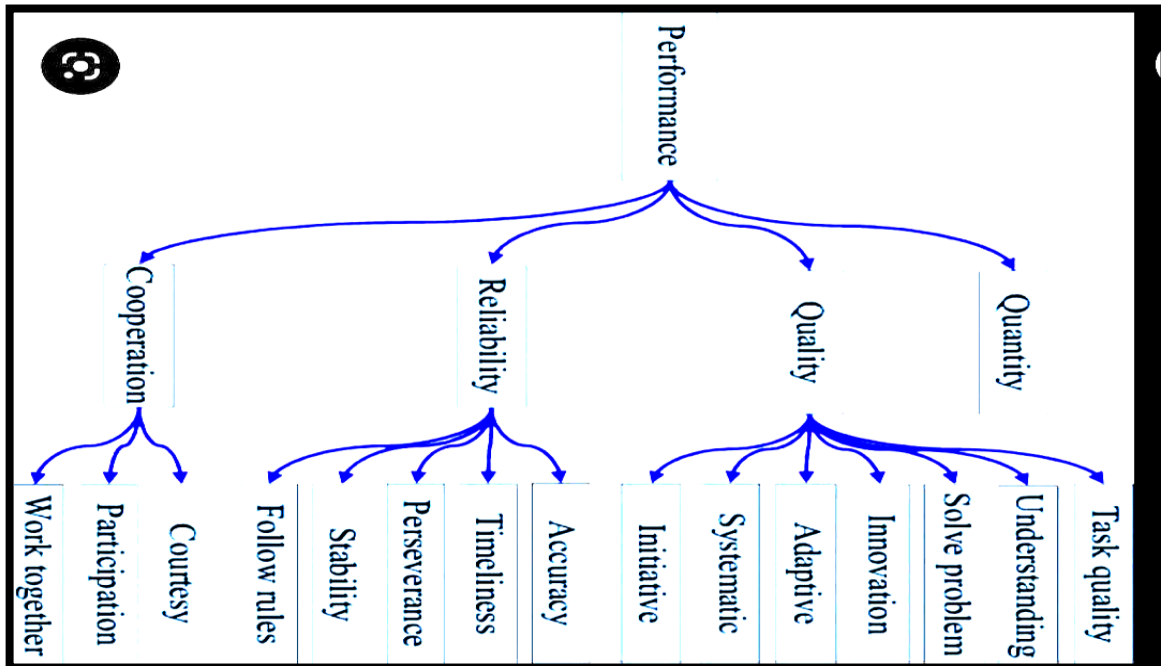 Performance
Quantity
Quality
Reliability
Cooperation
Task quality
Understanding
Solve problem
Innovation
Adaptive
Systematic
Initiative
Accuracy
Timeliness
Perseverance
Stability
Follow rules
Courtesy
Participation
Work together